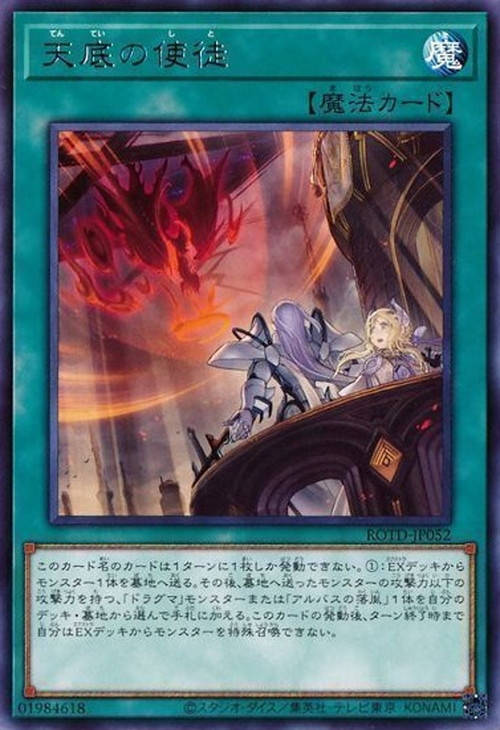 天底の使徒
魔
【魔法カード】
ROTD-JP052
このカード名のカードは1ターンに1枚しか発動できない。①:EXデッキから
モンスター1体を墓地へ送る。その後、墓地へ送ったモンスターの攻撃力以下の
攻撃力を持つ、「ドラグマ」モンスターまたは「アルバスの落胤」1体を自分の
デッキ・墓地から選んで手札に加える。このカードの発動後、ターン終了時まで
自分はEXデッキからモンスターを特殊召喚できない。
01984618 ©スタジオ・ダイス/集英社・テレビ東京・KONAMI